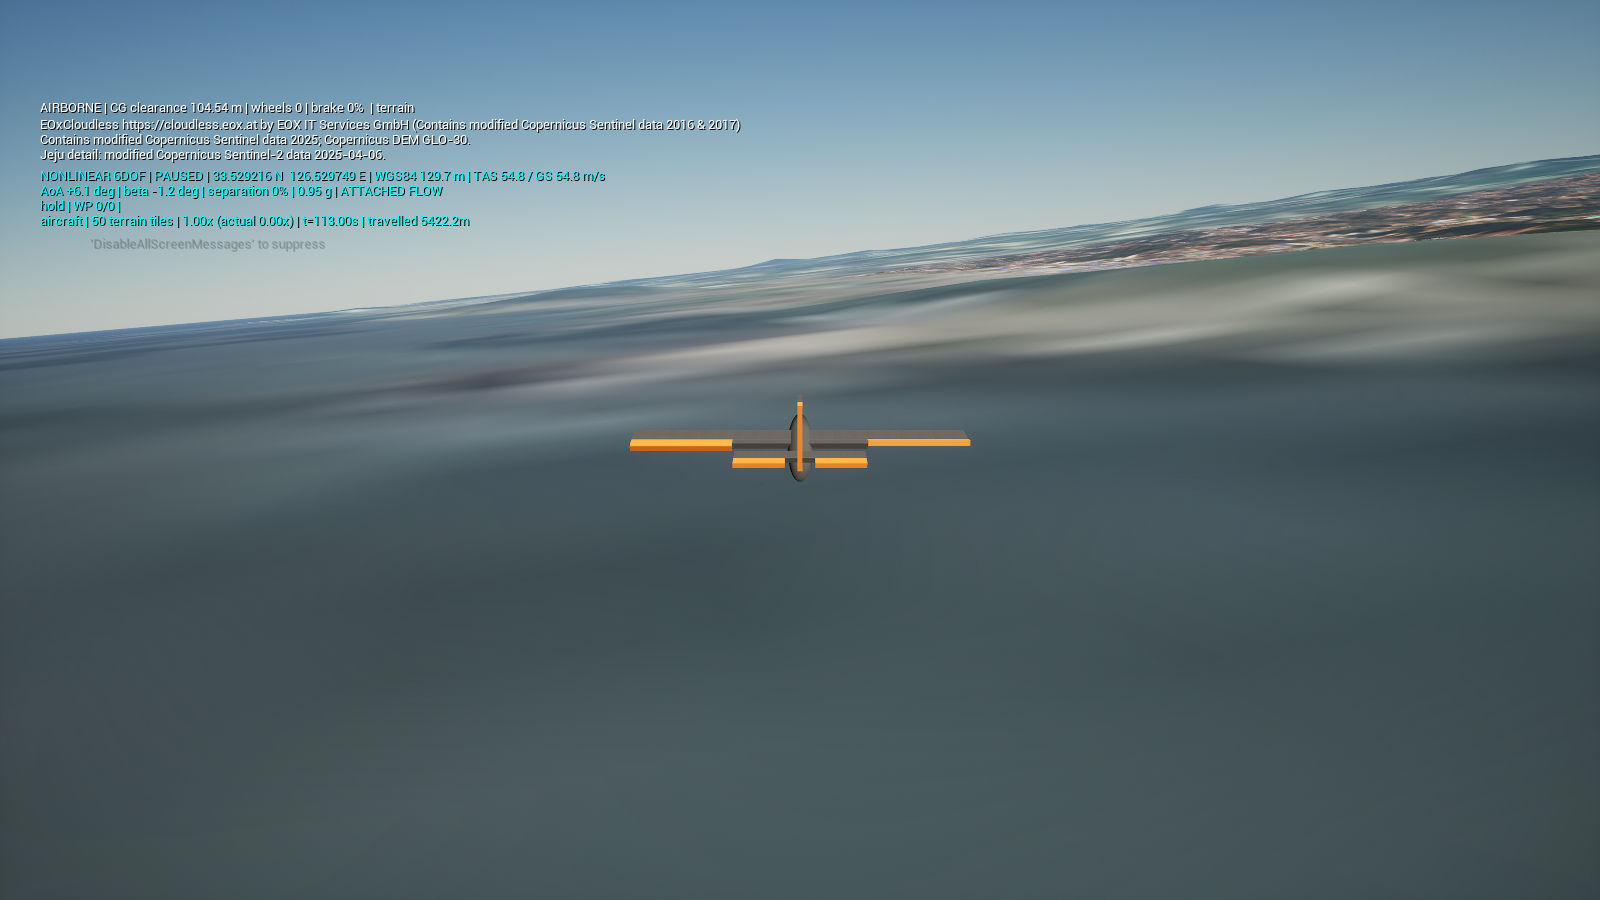 AIRBORNE | CG clearance 104.54 m | wheels 0 | brake 0% | terrain
EOxCloudless https://cloudless.eox.at by EOX IT Services GmbH (Contains modified Copernicus Sentinel data 2016 & 2017)
Contains modified Copernicus Sentinel data 2025; Copernicus DEM GLO-30.
Jeju detail: modified Copernicus Sentinel-2 data 2025-04-06.
NONLINEAR 6DOF | PAUSED | 33.529216 N 126.529749 E | WGS84 129.7 m | TAS 54.8 / GS 54.8 m/s
AoA +6.1 deg | beta -1.2 deg | separation 0% | 0.95 g | ATTACHED FLOW
hold | WP 0/0 |
aircraft | 50 terrain tiles | 1.00x (actual 0.00x) | t=113.00s | travelled 5422.2m
'DisableAllScreenMessages' to suppress